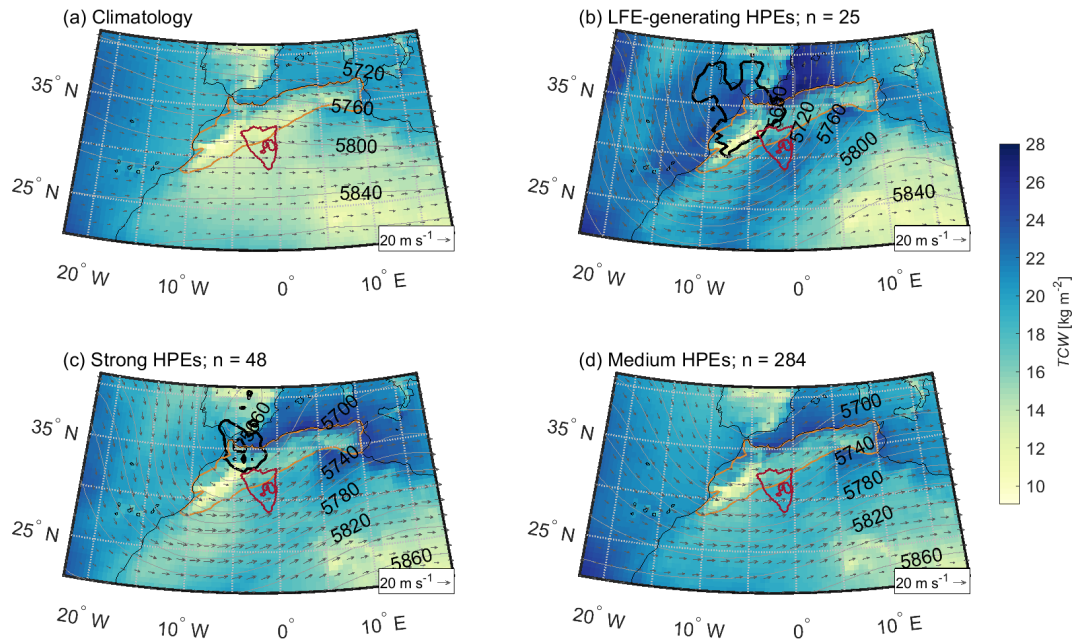 (a) Climatology
5720
5760
5800
5840
35° N
25° N
20 m s⁻¹
20° W
10° W
0°
10° E
(b) LFE-generating HPEs; n = 25
5720
5760
5800
5840
35° N
25° N
20 m s⁻¹
20° W
10° W
0°
10° E
(c) Strong HPEs; n = 48
5700
5740
5780
5820
5860
35° N
25° N
20 m s⁻¹
20° W
10° W
0°
10° E
(d) Medium HPEs; n = 284
5760
5740
5780
5820
5860
35° N
25° N
20 m s⁻¹
20° W
10° W
0°
10° E
28
26
24
22
20
18
16
14
12
10
TCW [kg m⁻²]